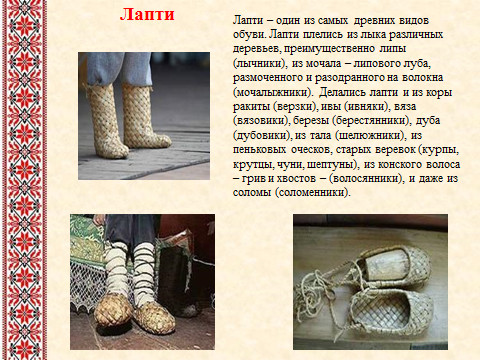 Лапти
Лапти – один из самых древних видов
обуви. Лапти плелись из лыка различных
деревьев, преимущественно липы
(лычники), из мочала – липового луба,
размоченного и разодранного на волокна
(мочалыжники). Делались лапти и из коры
ракиты (верзки), ивы (ивняки), вяза
(вязовики), березы (берестянники), дуба
(дубовики), из тала (шелюжники), из
пеньковых оческов, старых веревок (курпы,
крутцы, чуни, шептуны), из конского волоса
– грив и хвостов – (волосянники), и даже из
соломы (соломенники).